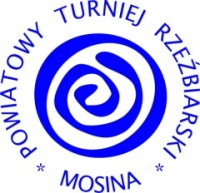 POWIATOWY TURNIEJ RZEŹBIARSKI
* MOSINA *